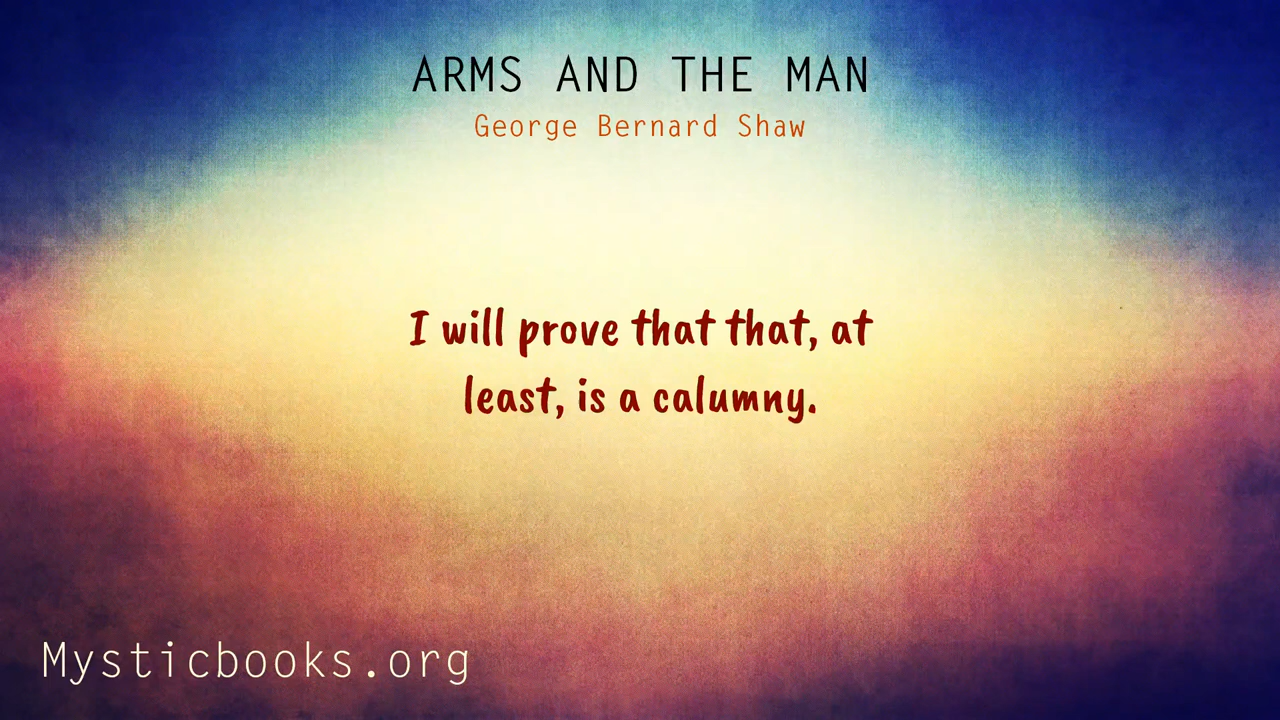 ARMS AND THE MAN
George Bernard Shaw
I will prove that that, at
least, is a calumny.
Mysticbooks.org